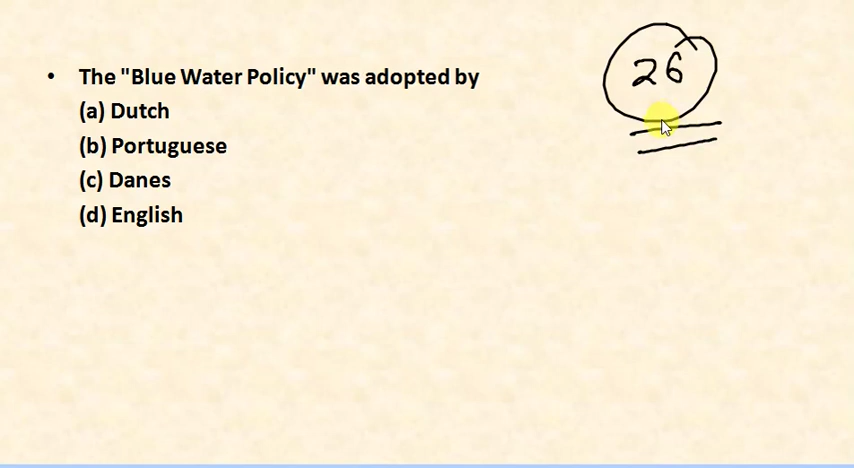 • The "Blue Water Policy" was adopted by
(a) Dutch
(b) Portuguese
(c) Danes
(d) English
26